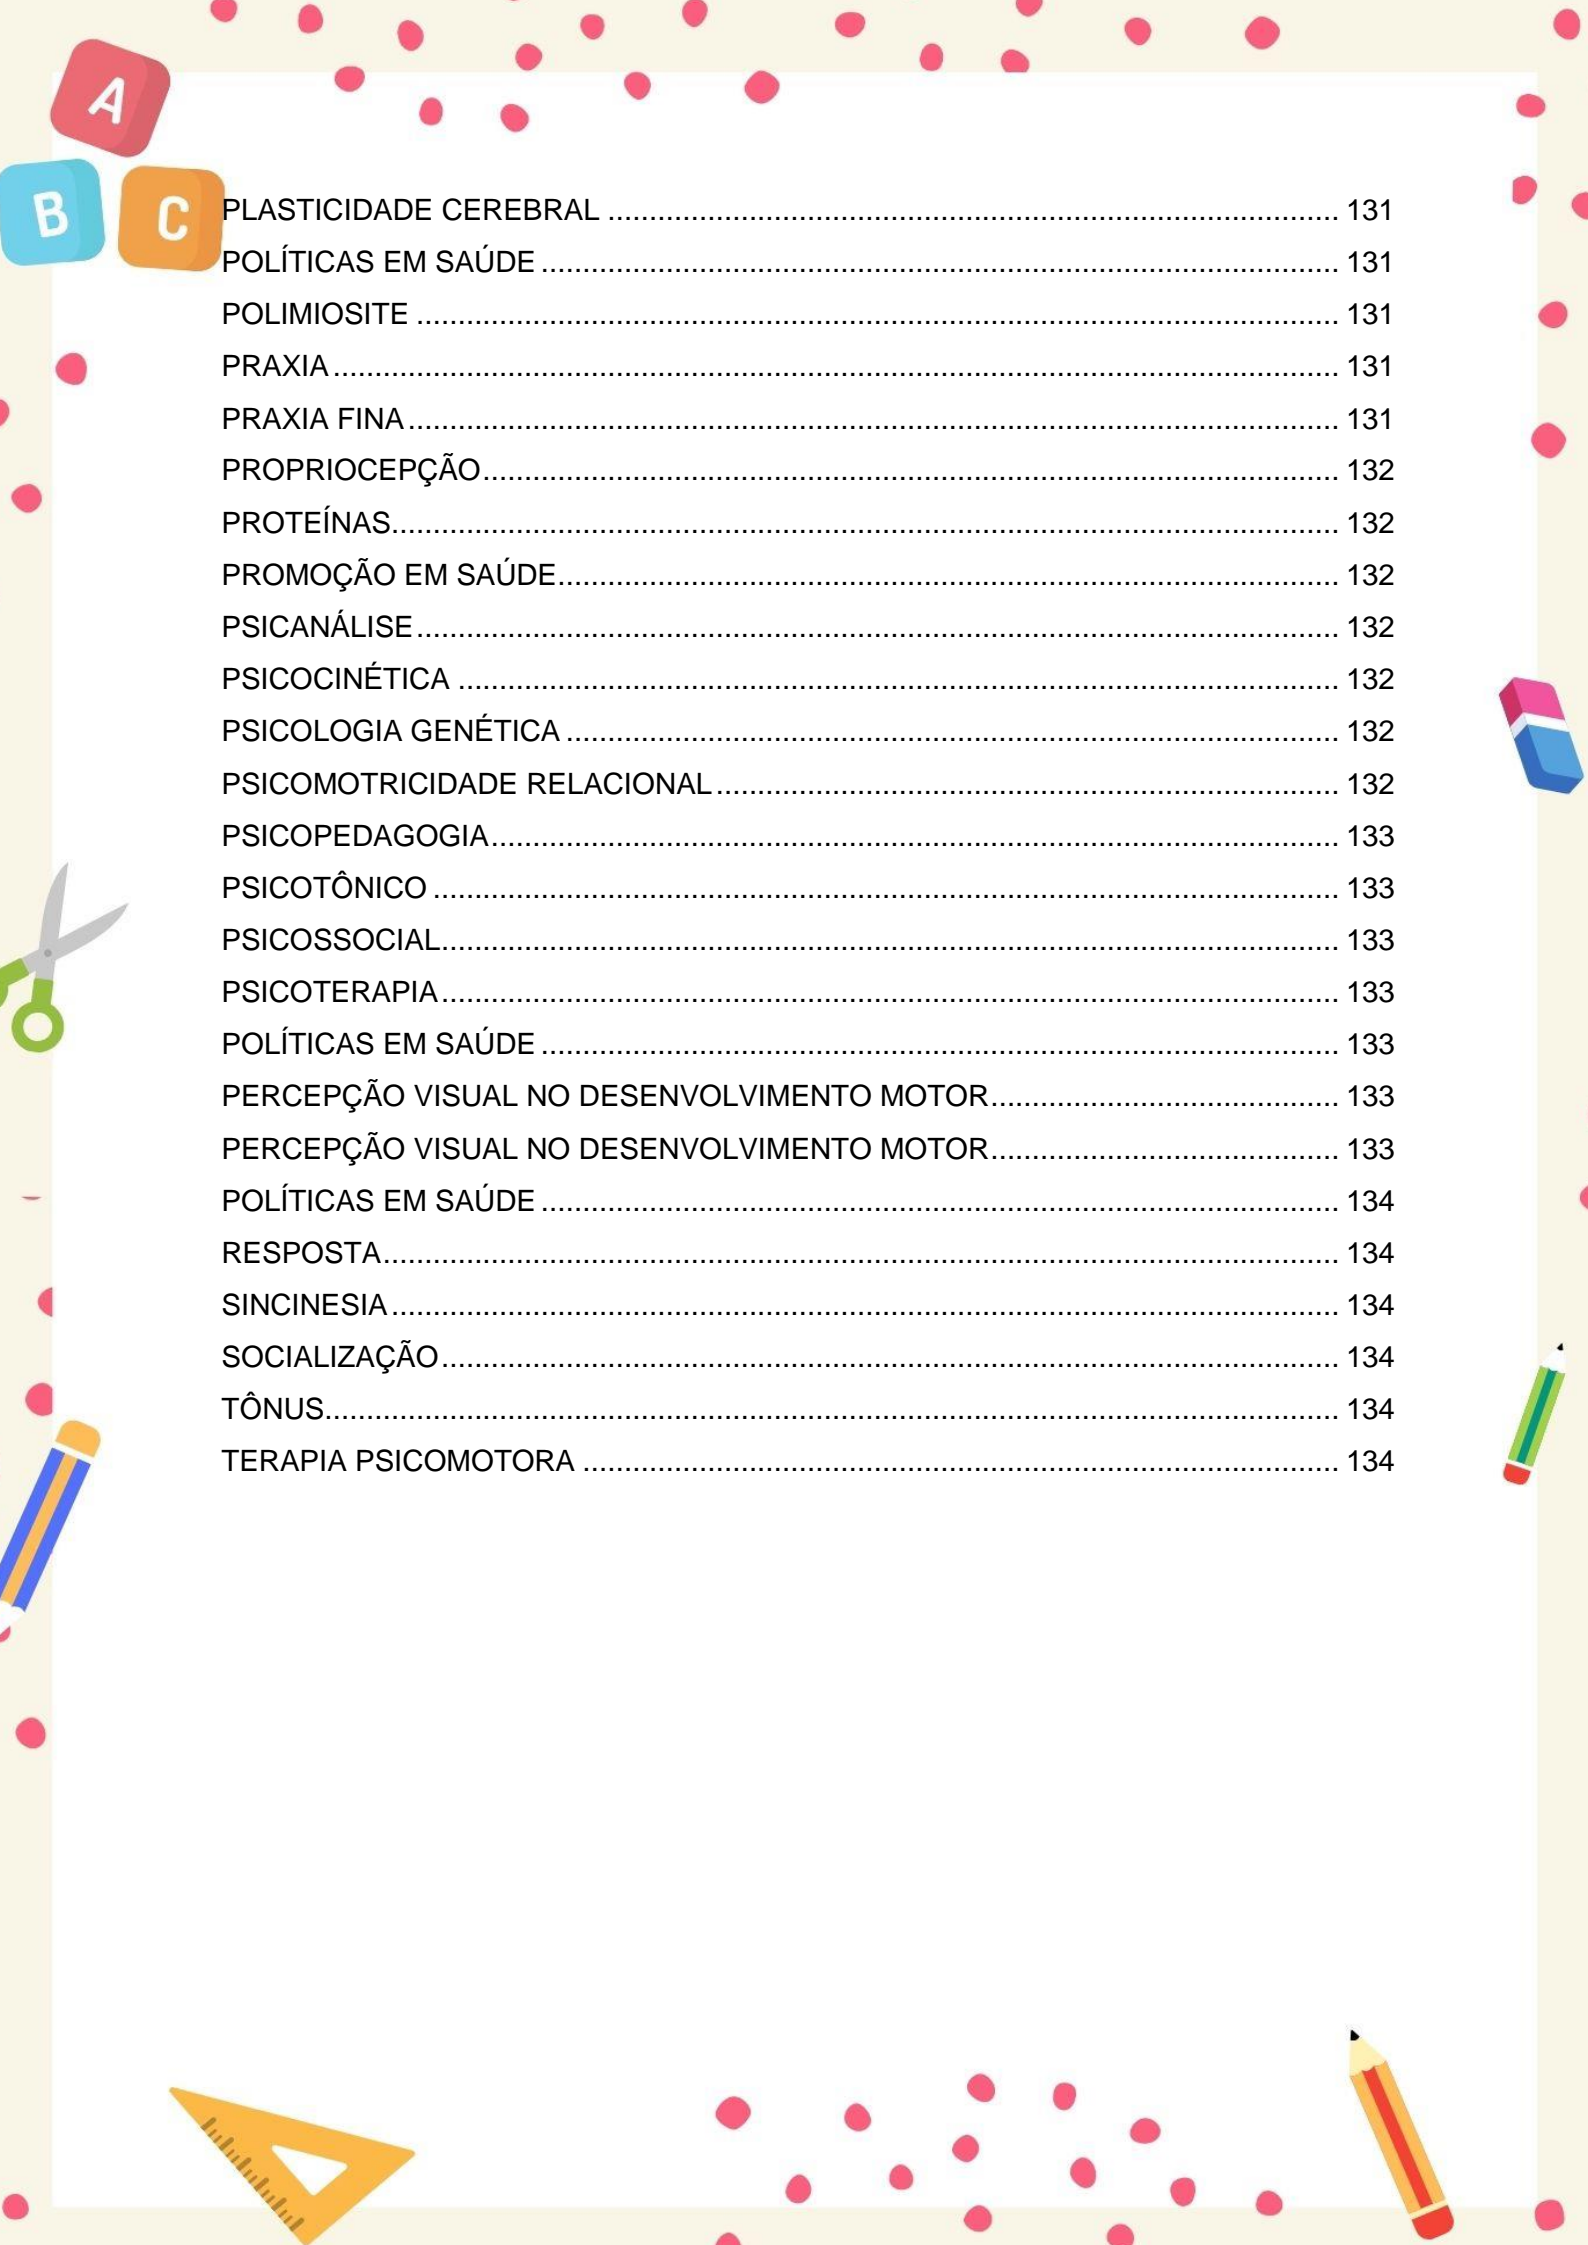 A
B C
PLASTICIDADE CEREBRAL ........................................................................................ 131
POLÍTICAS EM SAÚDE ................................................................................................ 131
POLIMIOSITE ............................................................................................................... 131
PRAXIA ......................................................................................................................... 131
PRAXIA FINA ................................................................................................................ 131
PROPRIOCEPÇÃO ....................................................................................................... 132
PROTEÍNAS .................................................................................................................. 132
PROMOÇÃO EM SAÚDE .............................................................................................. 132
PSICANÁLISE ............................................................................................................... 132
PSICOCINÉTICA .......................................................................................................... 132
PSICOLOGIA GENÉTICA ............................................................................................. 132
PSICOMOTRICIDADE RELACIONAL ........................................................................... 132
PSICOPEDAGOGIA ...................................................................................................... 133
PSICOTÔNICO ............................................................................................................. 133
PSICOSSOCIAL ............................................................................................................ 133
PSICOTERAPIA ............................................................................................................ 133
POLÍTICAS EM SAÚDE ................................................................................................ 133
PERCEPÇÃO VISUAL NO DESENVOLVIMENTO MOTOR .......................................... 133
PERCEPÇÃO VISUAL NO DESENVOLVIMENTO MOTOR .......................................... 133
POLÍTICAS EM SAÚDE ................................................................................................ 134
RESPOSTA ................................................................................................................... 134
SINCINESIA .................................................................................................................. 134
SOCIALIZAÇÃO ............................................................................................................ 134
TÔNUS .......................................................................................................................... 134
TERAPIA PSICOMOTORA ........................................................................................... 134